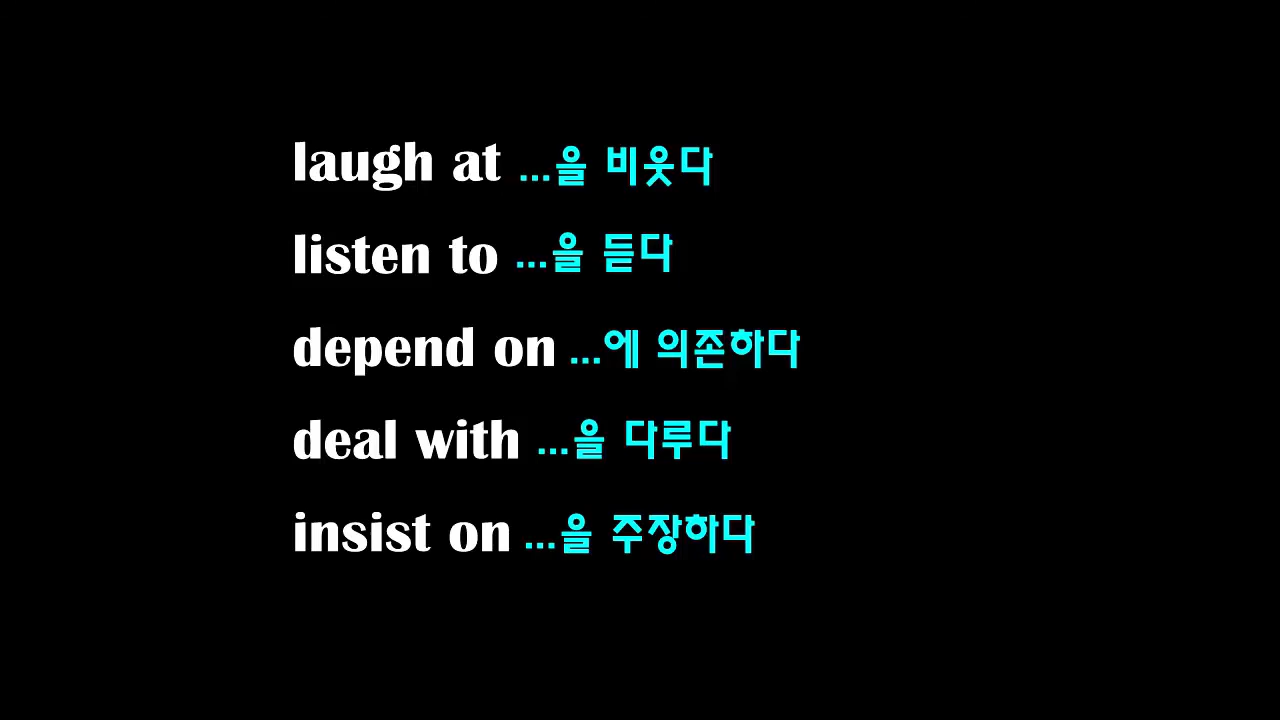 laugh at ...을 비웃다
listen to ...을 듣다
depend on ...에 의존하다
deal with ...을 다루다
insist on ...을 주장하다